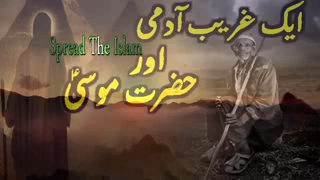 ایک غریب آدمی
Spread The Islam
اور
حضرت موسیٰؑ